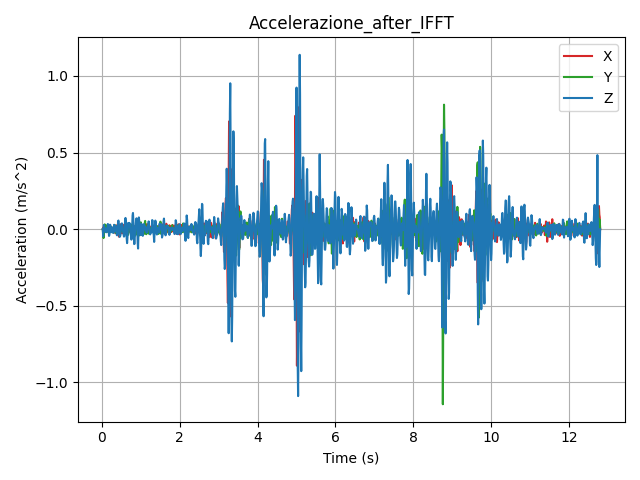 Accelerazione_after_IFFT
X
Y
Z
Acceleration (m/s^2)
1.0
0.5
0.0
−0.5
−1.0
0 2 4 6 8 10 12
Time (s)